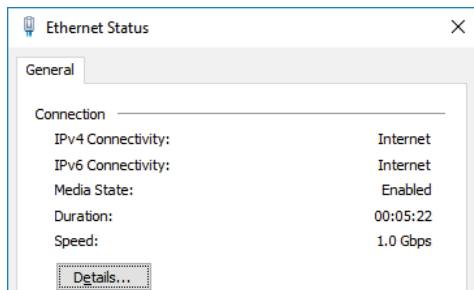 Ethernet Status
General
Connection
IPv4 Connectivity: Internet
IPv6 Connectivity: Internet
Media State: Enabled
Duration: 00:05:22
Speed: 1.0 Gbps
Details...